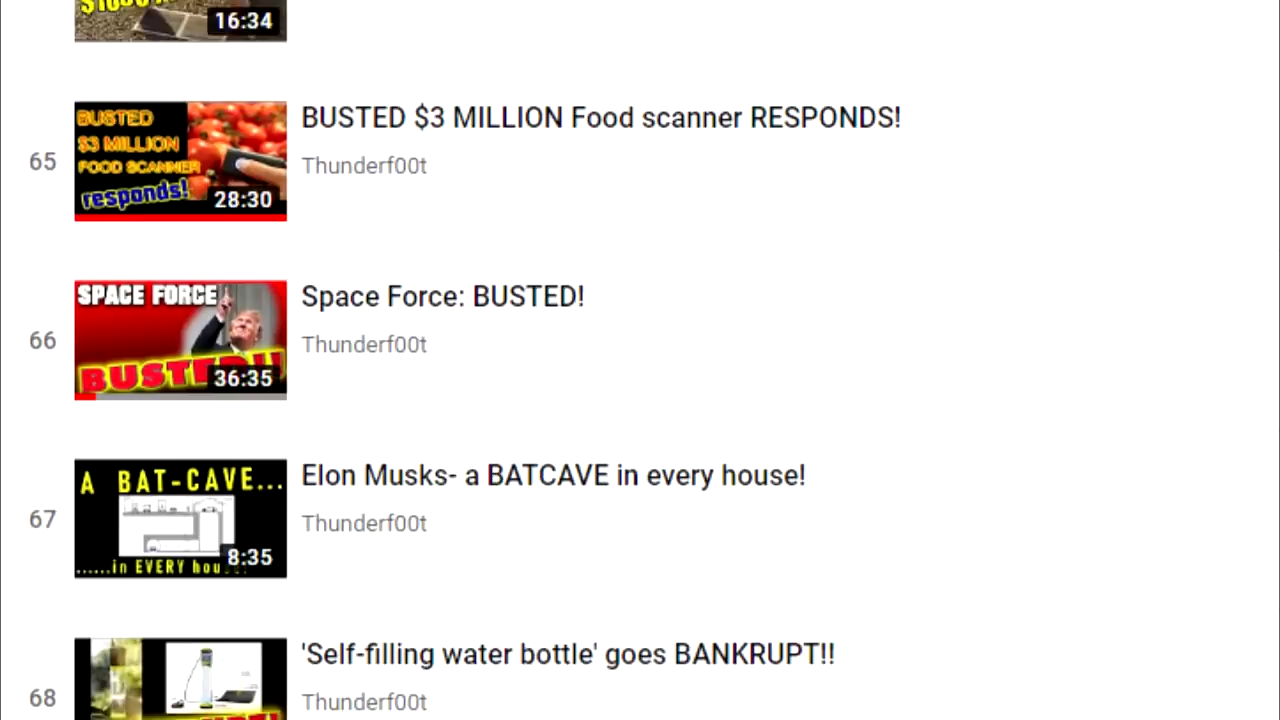 16:34
65
BUSTED
$3 MILLION
FOOD SCANNER
responds!
28:30
BUSTED $3 MILLION Food scanner RESPONDS!
Thunderf00t
66
SPACE FORCE
36:35
Space Force: BUSTED!
Thunderf00t
67
A BAT-CAVE...
......in EVERY
8:35
Elon Musks- a BATCAVE in every house!
Thunderf00t
68
'Self-filling water bottle' goes BANKRUPT!!
Thunderf00t